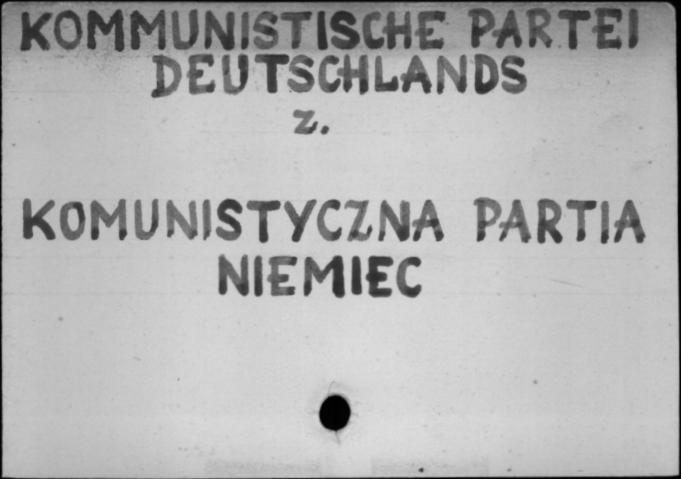 KOMMUNISTISCHE PARTEI
DEUTSCHLANDS
z.
KOMUNISTYCZNA PARTIA
NIEMIEC